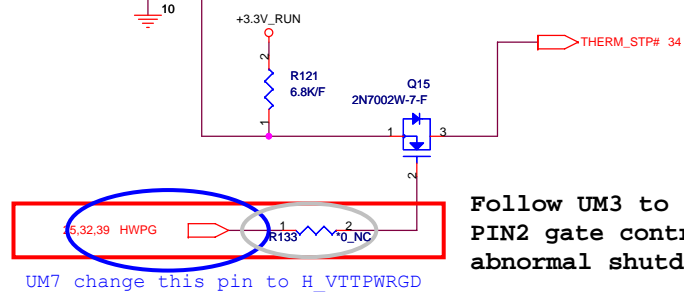 10
+3.3V_RUN
2
R121
6.8K/F
1
Q15
2N7002W-7-F
1
3
2
THERM_STP# 34
25,32,39 HWPG
1
2
R133
*0_NC
Follow UM3 to
PIN2 gate contr
abnormal shutd
UM7 change this pin to H_VTTPWRGD